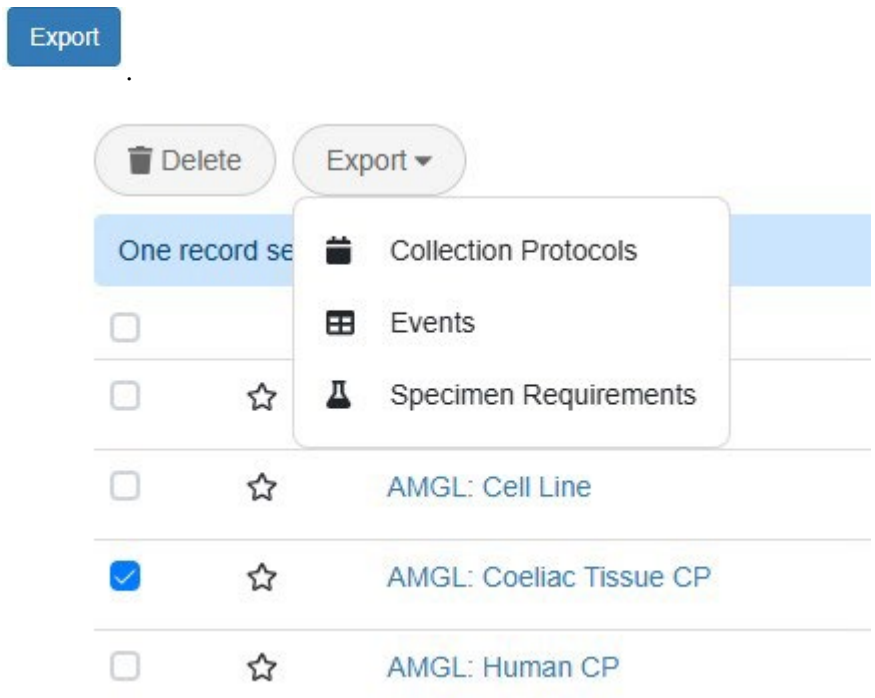 Export
.
Delete Export
One record se
Collection Protocols
Events
Specimen Requirements
AMGL: Cell Line
AMGL: Coeliac Tissue CP
AMGL: Human CP